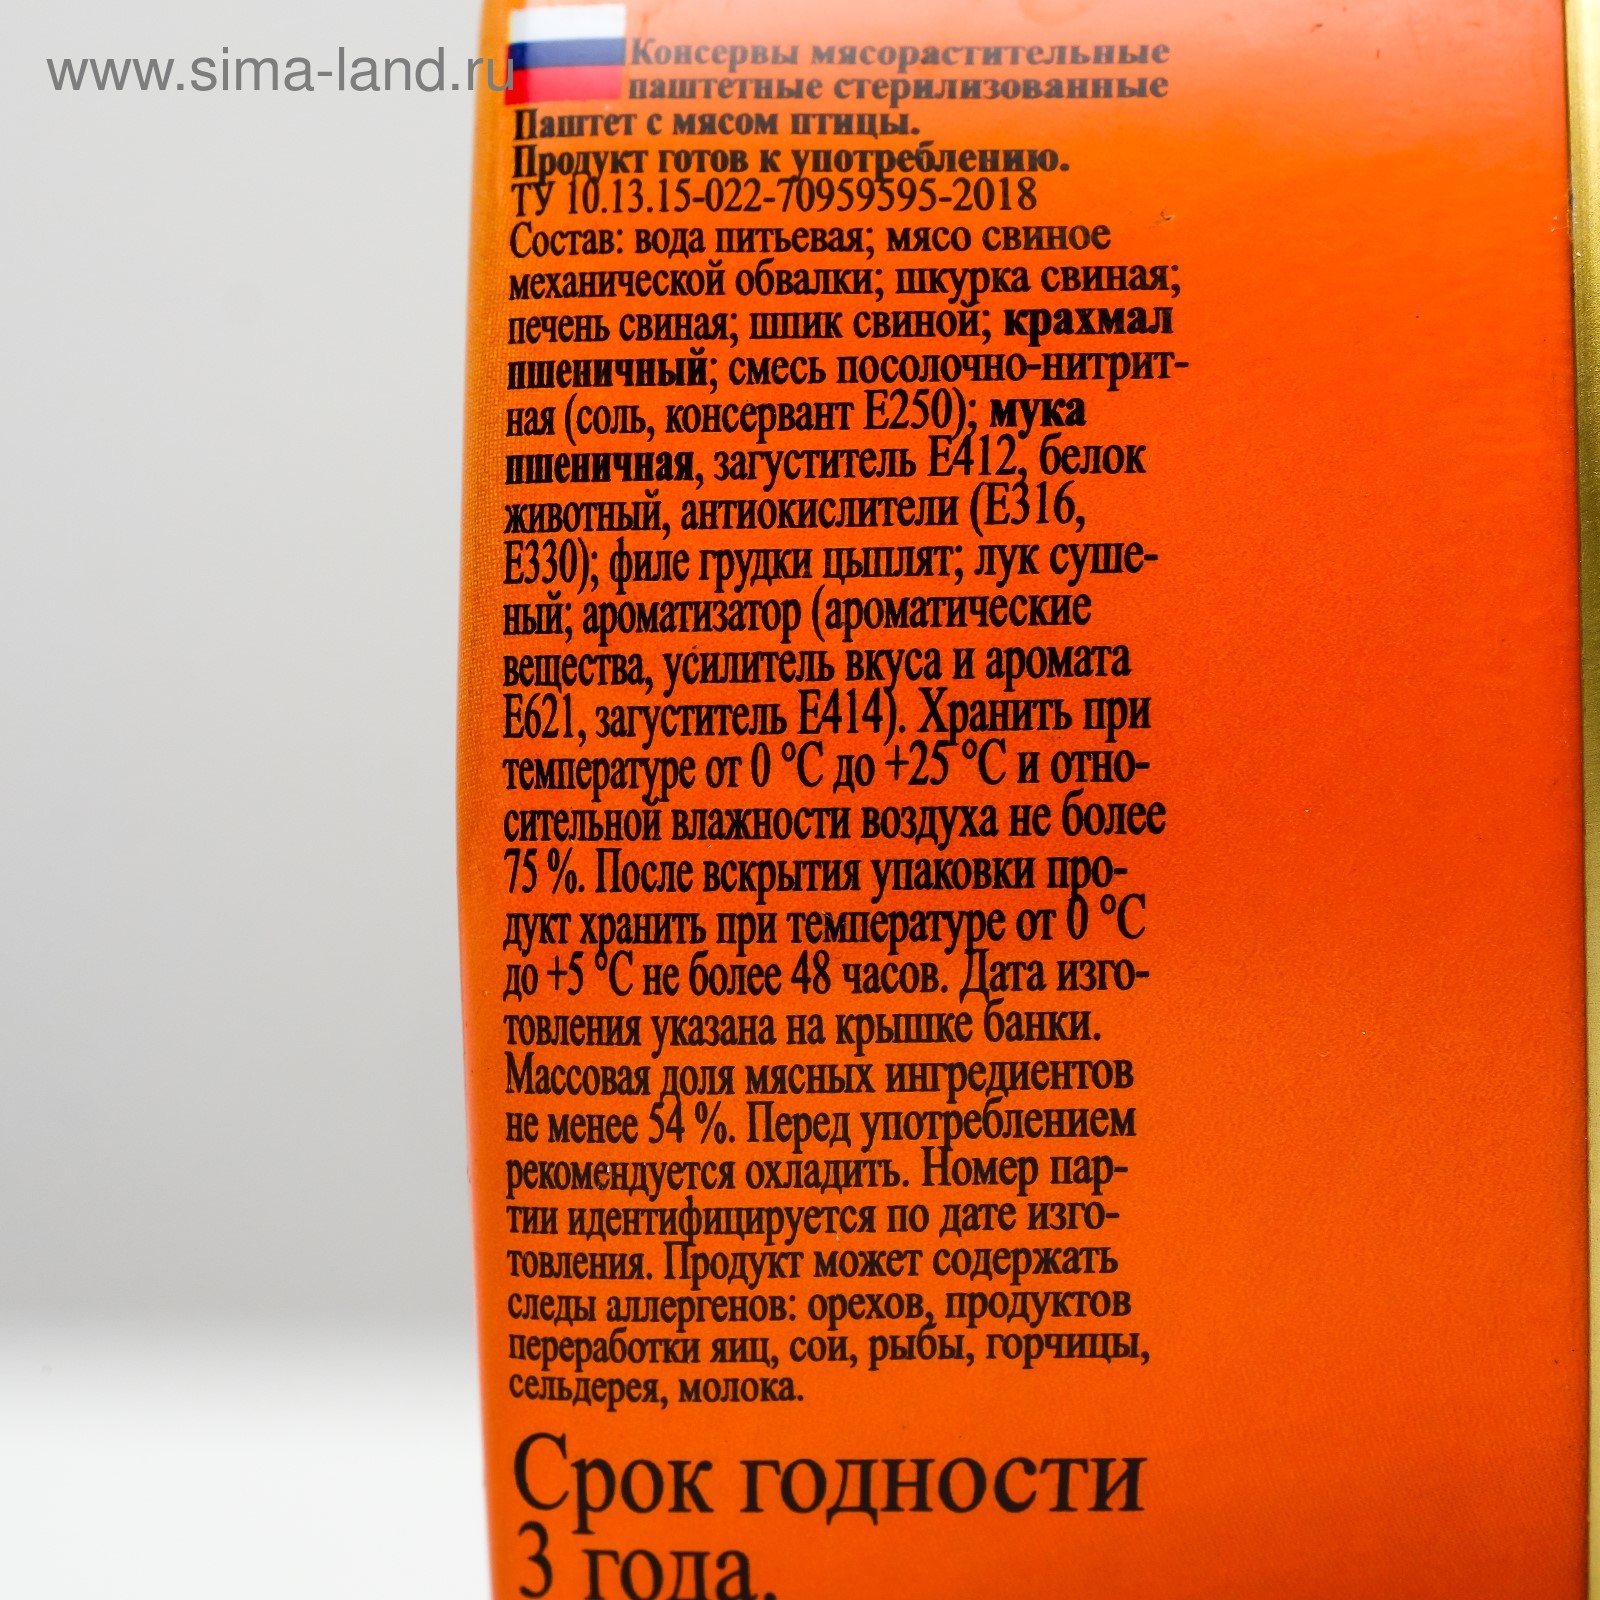 www.sima-land.ru
Консервы мясорастительные
паштетные стерилизованные
Паштет с мясом птицы.
Продукт готов к употреблению.
ТУ 10.13.15-022-70959595-2018
Состав: вода питьевая; мясо свиное
механической обвалки; шкурка свиная;
печень свиная; шпик свиной; крахмал
пшеничный; смесь посолочно-нитрит-
ная (соль, консервант Е250); мука
пшеничная, загуститель Е412, белок
животный, антиокислители (Е316,
Е330); филе грудки цыплят; лук суше-
ный; ароматизатор (ароматические
вещества, усилитель вкуса и аромата
Е621, загуститель Е414). Хранить при
температуре от 0 °С до +25 °С и отно-
сительной влажности воздуха не более
75 %. После вскрытия упаковки про-
дукт хранить при температуре от 0 °С
до +5 °С не более 48 часов. Дата изго-
товления указана на крышке банки.
Массовая доля мясных ингредиентов
не менее 54 %. Перед употреблением
рекомендуется охладить. Номер пар-
тии идентифицируется по дате изго-
товления. Продукт может содержать
следы аллергенов: орехов, продуктов
переработки яиц, сои, рыбы, горчицы,
сельдерея, молока.
Срок годности
3 года.